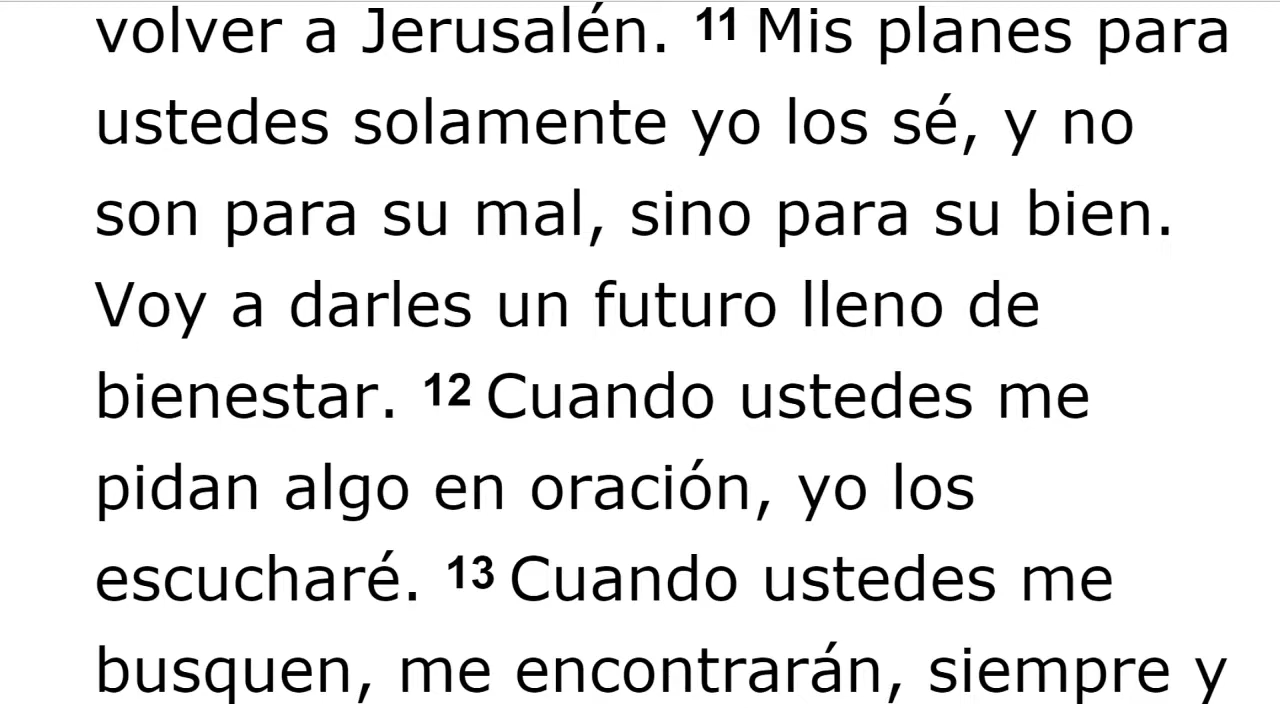 volver a Jerusalén. 11 Mis planes para
ustedes solamente yo los sé, y no
son para su mal, sino para su bien.
Voy a darles un futuro lleno de
bienestar. 12 Cuando ustedes me
pidan algo en oración, yo los
escucharé. 13 Cuando ustedes me
busquen, me encontrarán, siempre y